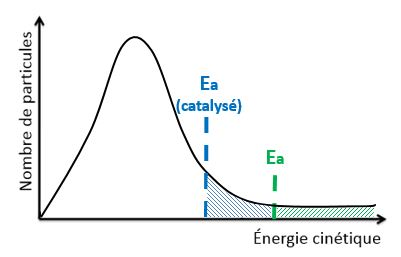 Nombre de particules
Ea
(catalysé)
Ea
Énergie cinétique